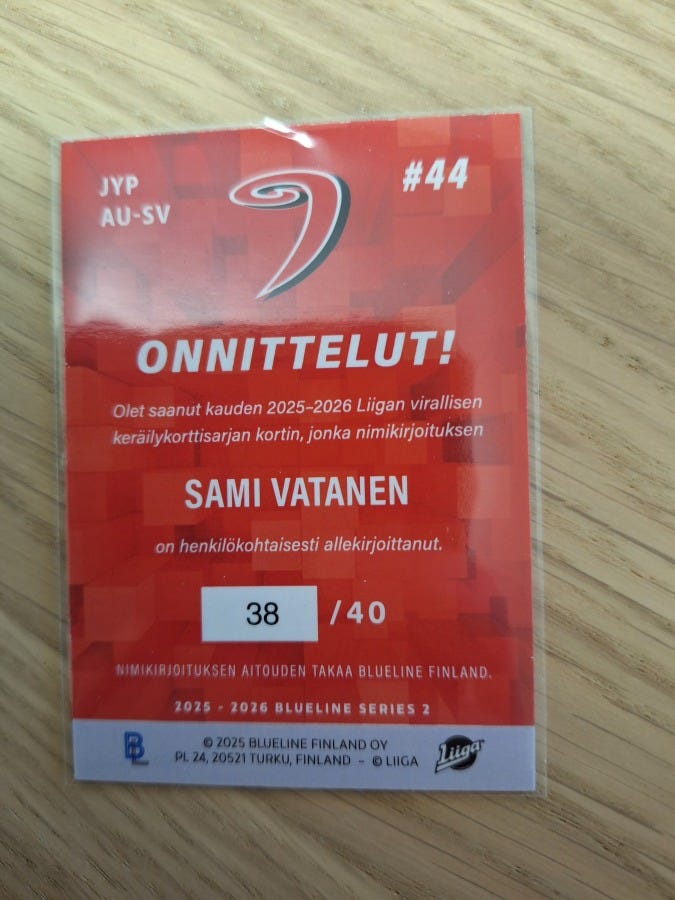 JYP
AU-SV
#44
ONNITTELUT!
Olet saanut kauden 2025–2026 Liigan virallisen
keräilykorttisarjan kortin, jonka nimikirjoituksen
SAMI VATANEN
on henkilökohtaisesti allekirjoittanut.
38 /40
NIMIKIRJOITUKSEN AITOUDEN TAKAA BLUELINE FINLAND.
2025 - 2026 BLUELINE SERIES 2
BL
© 2025 BLUELINE FINLAND OY
PL 24, 20521 TURKU, FINLAND – © LIIGA
Liiga